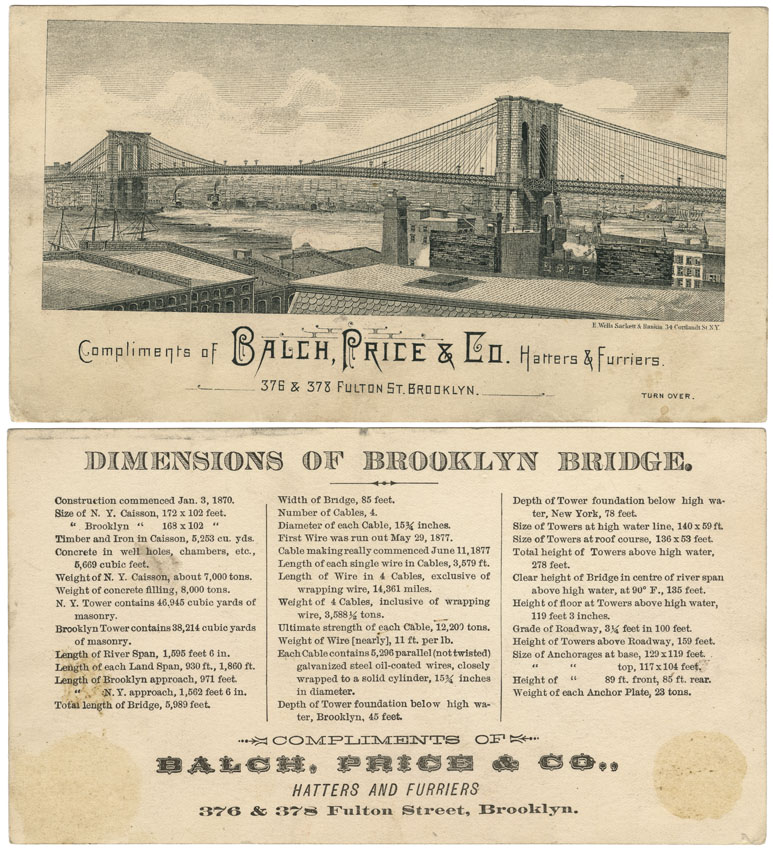 E. Wells Sackett & Rankin 34 Cortlandt St N.Y.
Compliments of BALCH, PRICE & CO. Hatters & Furriers.
376 & 378 FULTON ST. BROOKLYN.
TURN OVER.
DIMENSIONS OF BROOKLYN BRIDGE.
Construction commenced Jan. 3, 1870.
Size of N. Y. Caisson, 172 x 102 feet.
" Brooklyn " 168 x 102 "
Timber and Iron in Caisson, 5,253 cu. yds.
Concrete in well holes, chambers, etc.,
5,669 cubic feet.
Weight of N. Y. Caisson, about 7,000 tons.
Weight of concrete filling, 8,000 tons.
N. Y. Tower contains 46,945 cubic yards of
masonry.
Brooklyn Tower contains 38,214 cubic yards
of masonry.
Length of River Span, 1,595 feet 6 in.
Length of each Land Span, 930 ft., 1,860 ft.
Length of Brooklyn approach, 971 feet.
" N. Y. approach, 1,562 feet 6 in.
Total length of Bridge, 5,989 feet.
Width of Bridge, 85 feet.
Number of Cables, 4.
Diameter of each Cable, 15¾ inches.
First Wire was run out May 29, 1877.
Cable making really commenced June 11, 1877
Length of each single wire in Cables, 3,579 ft.
Length of Wire in 4 Cables, exclusive of
wrapping wire, 14,361 miles.
Weight of 4 Cables, inclusive of wrapping
wire, 3,588½ tons.
Ultimate strength of each Cable, 12,200 tons.
Weight of Wire [nearly], 11 ft. per lb.
Each Cable contains 5,296 parallel (not twisted)
galvanized steel oil-coated wires, closely
wrapped to a solid cylinder, 15¾ inches
in diameter.
Depth of Tower foundation below high wa-
ter, Brooklyn, 45 feet.
Depth of Tower foundation below high wa-
ter, New York, 78 feet.
Size of Towers at high water line, 140 x 59 ft.
Size of Towers at roof course, 136 x 53 feet.
Total height of Towers above high water,
278 feet.
Clear height of Bridge in centre of river span
above high water, at 90° F., 135 feet.
Height of floor at Towers above high water,
119 feet 3 inches.
Grade of Roadway, 3¼ feet in 100 feet.
Height of Towers above Roadway, 159 feet.
Size of Anchorages at base, 129 x 119 feet.
" " top, 117 x 104 feet.
Height of " 89 ft. front, 85 ft. rear.
Weight of each Anchor Plate, 23 tons.
COMPLIMENTS OF
BALCH, PRICE & CO.,
HATTERS AND FURRIERS
376 & 378 Fulton Street, Brooklyn.